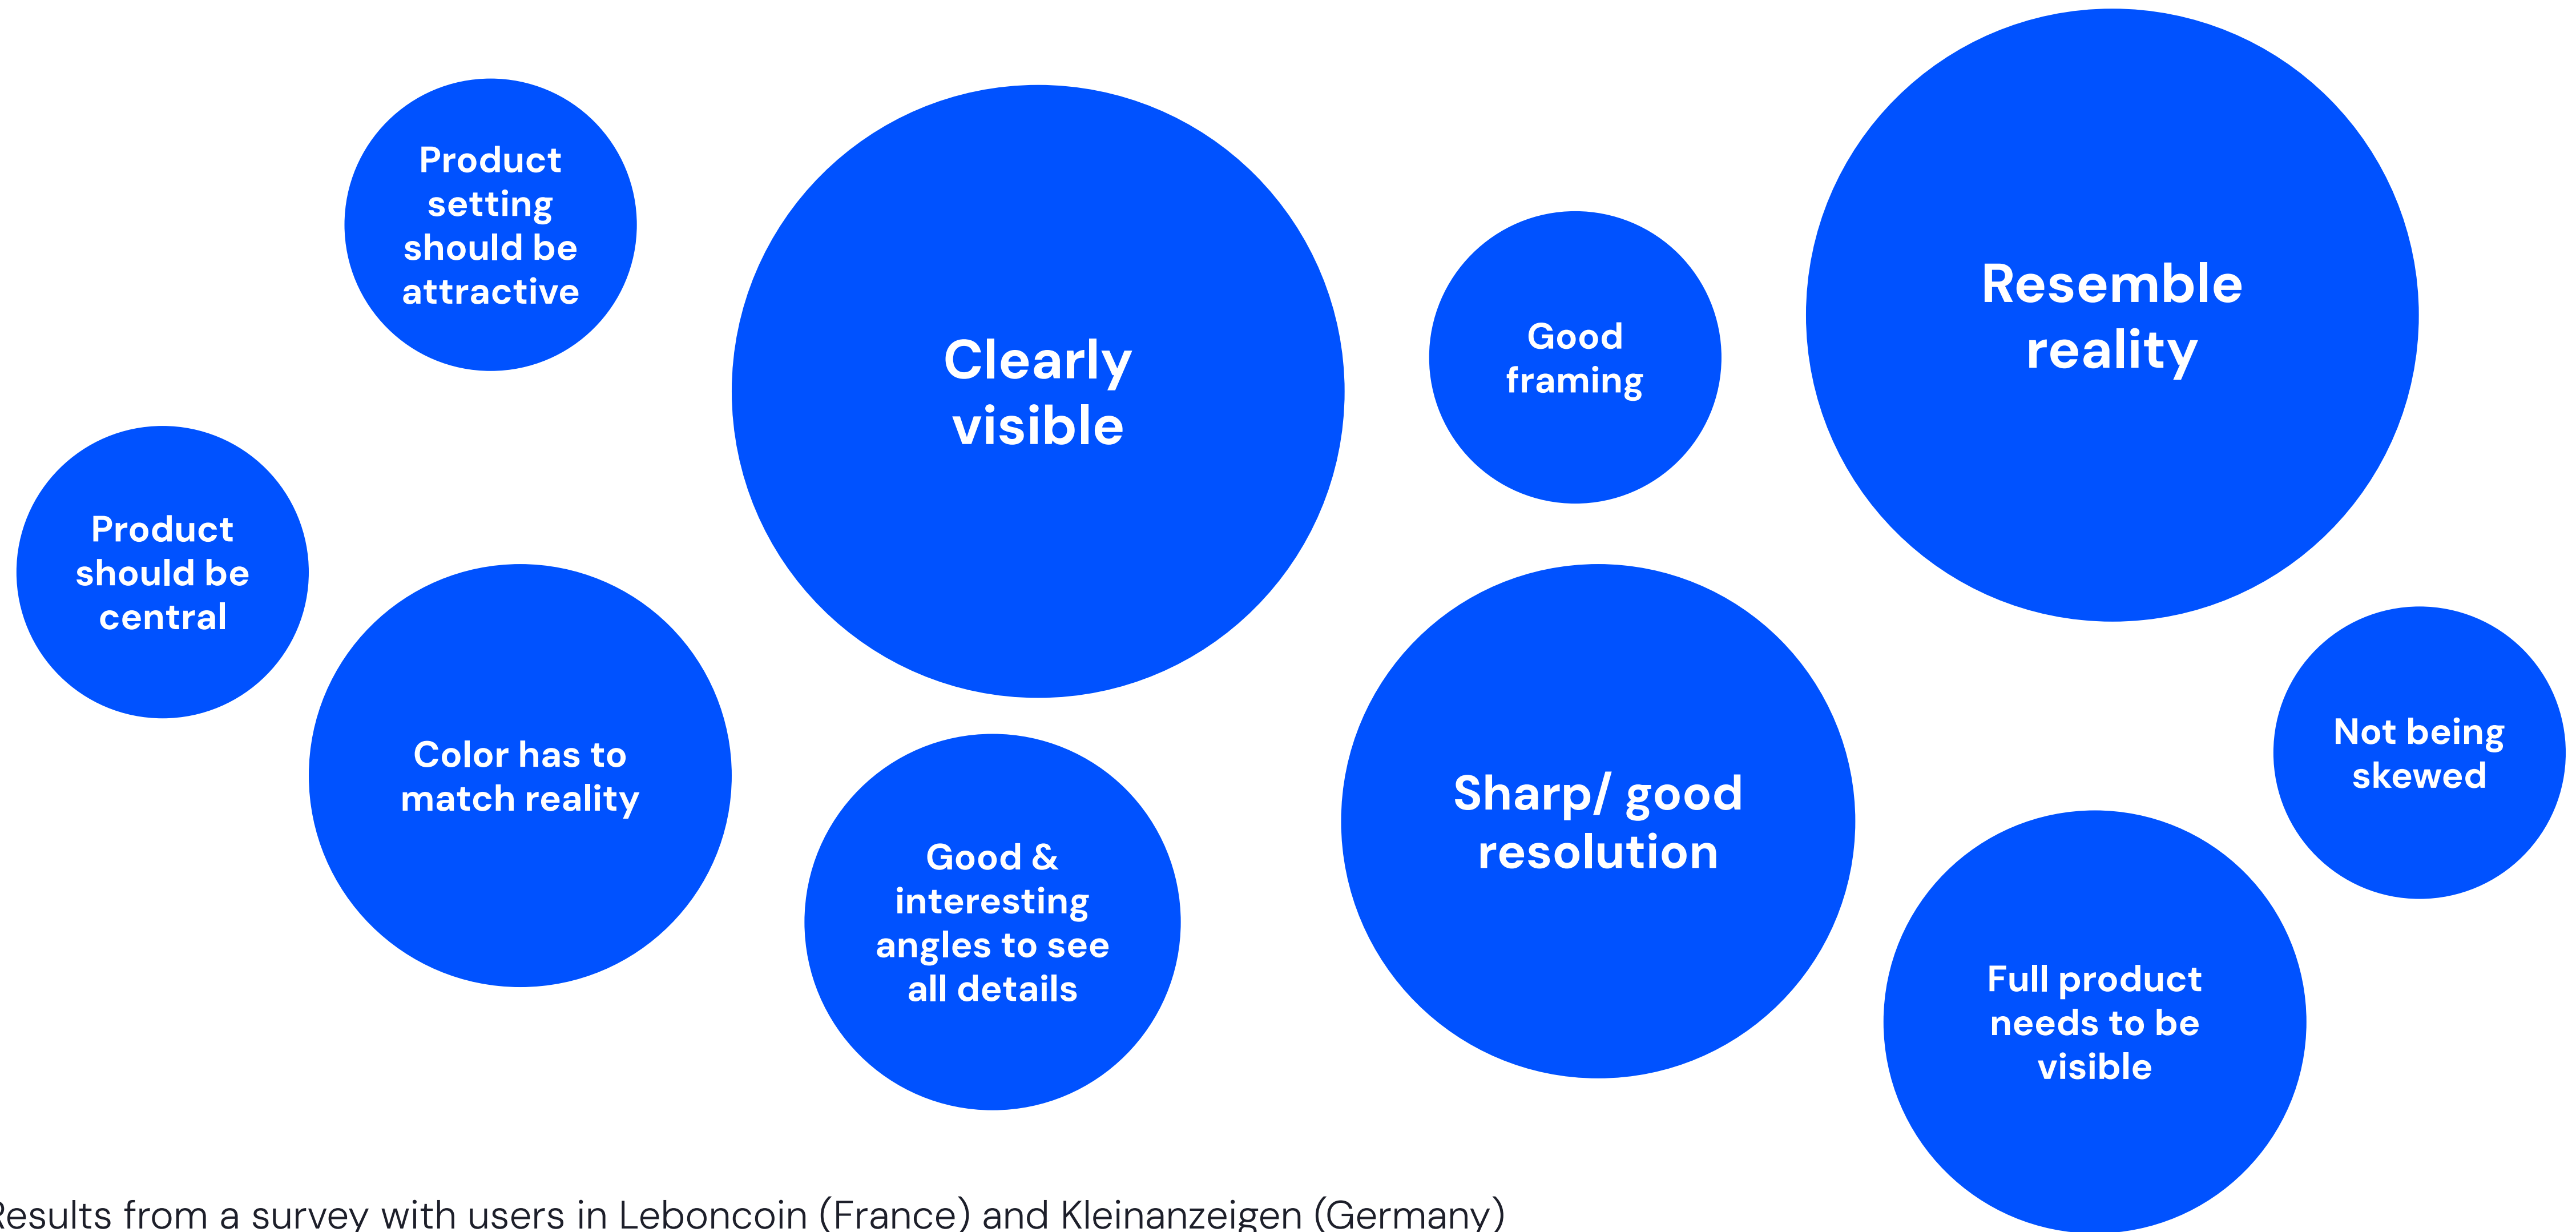 Product
setting
should be
attractive
Clearly
visible
Good
framing
Resemble
reality
Product
should be
central
Color has to
match reality
Good &
interesting
angles to see
all details
Sharp/ good
resolution
Not being
skewed
Full product
needs to be
visible
Results from a survey with users in Leboncoin (France) and Kleinanzeigen (Germany)